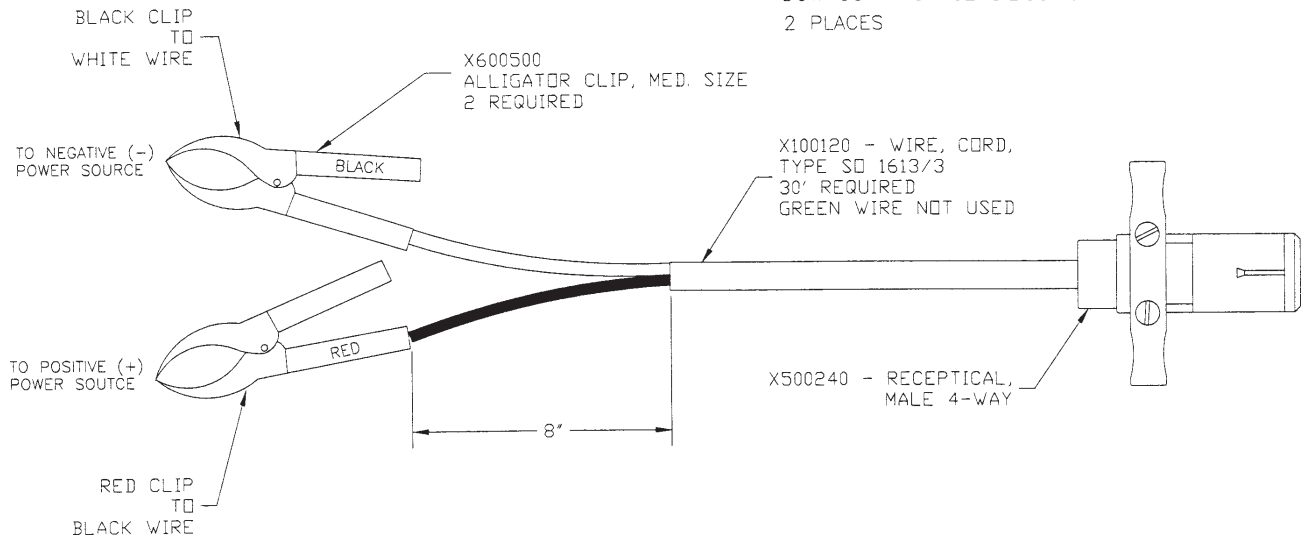 2 PLACES
BLACK CLIP
TO
WHITE WIRE
X600500
ALLIGATOR CLIP, MED. SIZE
2 REQUIRED
TO NEGATIVE (-)
POWER SOURCE
BLACK
X100120 - WIRE, CORD,
TYPE SO 1613/3
30' REQUIRED
GREEN WIRE NOT USED
TO POSITIVE (+)
POWER SOUTCE
RED
X500240 - RECEPTICAL,
MALE 4-WAY
8"
RED CLIP
TO
BLACK WIRE